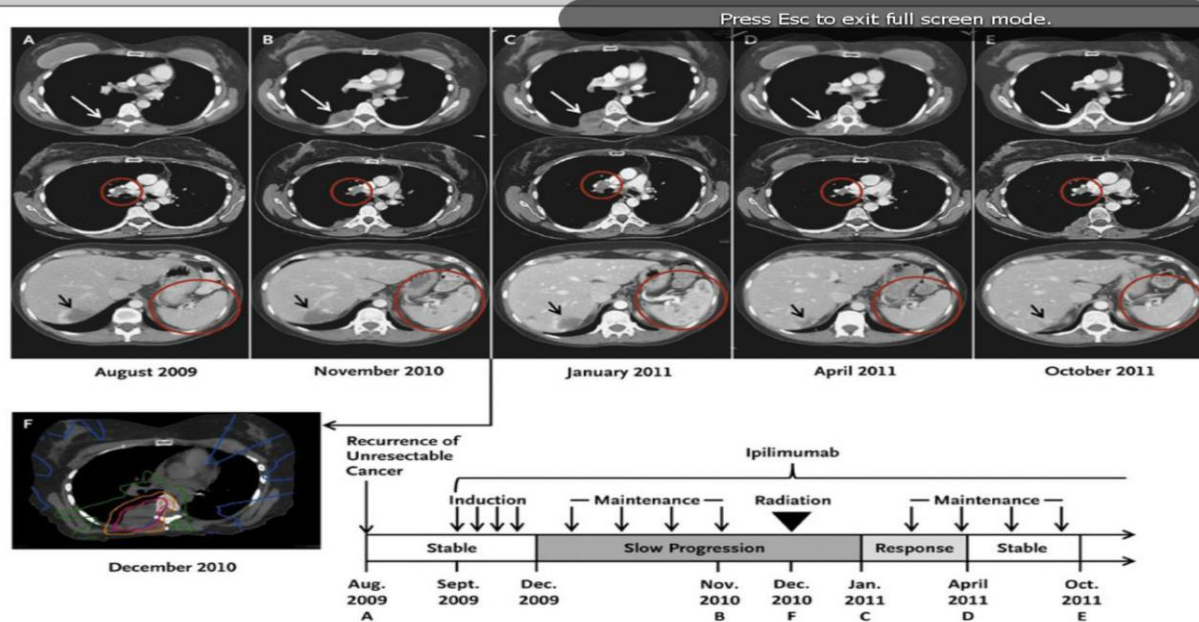 Press Esc to exit full screen mode.
A
B
C
D
E
August 2009
November 2010
January 2011
April 2011
October 2011
F
December 2010
Recurrence of
Unresectable
Cancer
Ipilimumab
Induction
Maintenance
Radiation
Maintenance
Stable
Slow Progression
Response
Stable
Aug.
2009
A
Sept.
2009
Dec.
2009
Nov.
2010
B
Dec.
2010
F
Jan.
2011
C
April
2011
D
Oct.
2011
E